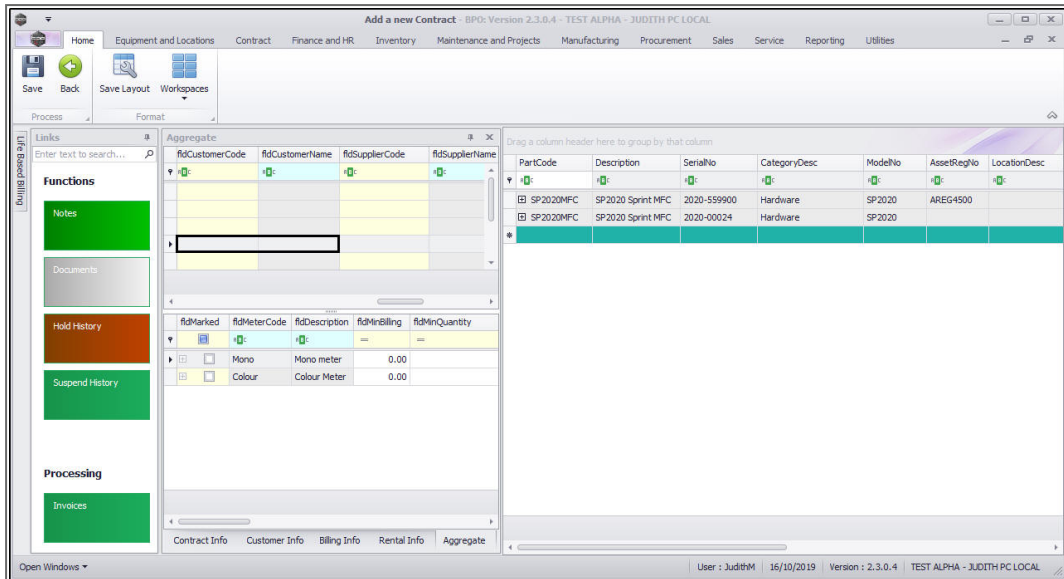 Add a new Contract - BPO: Version 2.3.0.4 - TEST ALPHA - JUDITH PC LOCAL
Home Equipment and Locations Contract Finance and HR Inventory Maintenance and Projects Manufacturing Procurement Sales Service Reporting Utilities
Save Back Save Layout Workspaces
Process Format
Life Based Billing
Links
Enter text to search...
Functions
Notes
Documents
Hold History
Suspend History
Processing
Invoices
Aggregate
fldCustomerCode fldCustomerName fldSupplierCode fldSupplierName
fldMarked fldMeterCode fldDescription fldMinBilling fldMinQuantity
= =
Mono Mono meter 0.00
Colour Colour Meter 0.00
Contract Info Customer Info Billing Info Rental Info Aggregate
Drag a column header here to group by that column
PartCode Description SerialNo CategoryDesc ModelNo AssetRegNo LocationDesc
SP2020MFC SP2020 Sprint MFC 2020-559900 Hardware SP2020 AREG4500
SP2020MFC SP2020 Sprint MFC 2020-00024 Hardware SP2020
Open Windows User : JudithM 16/10/2019 Version : 2.3.0.4 TEST ALPHA - JUDITH PC LOCAL